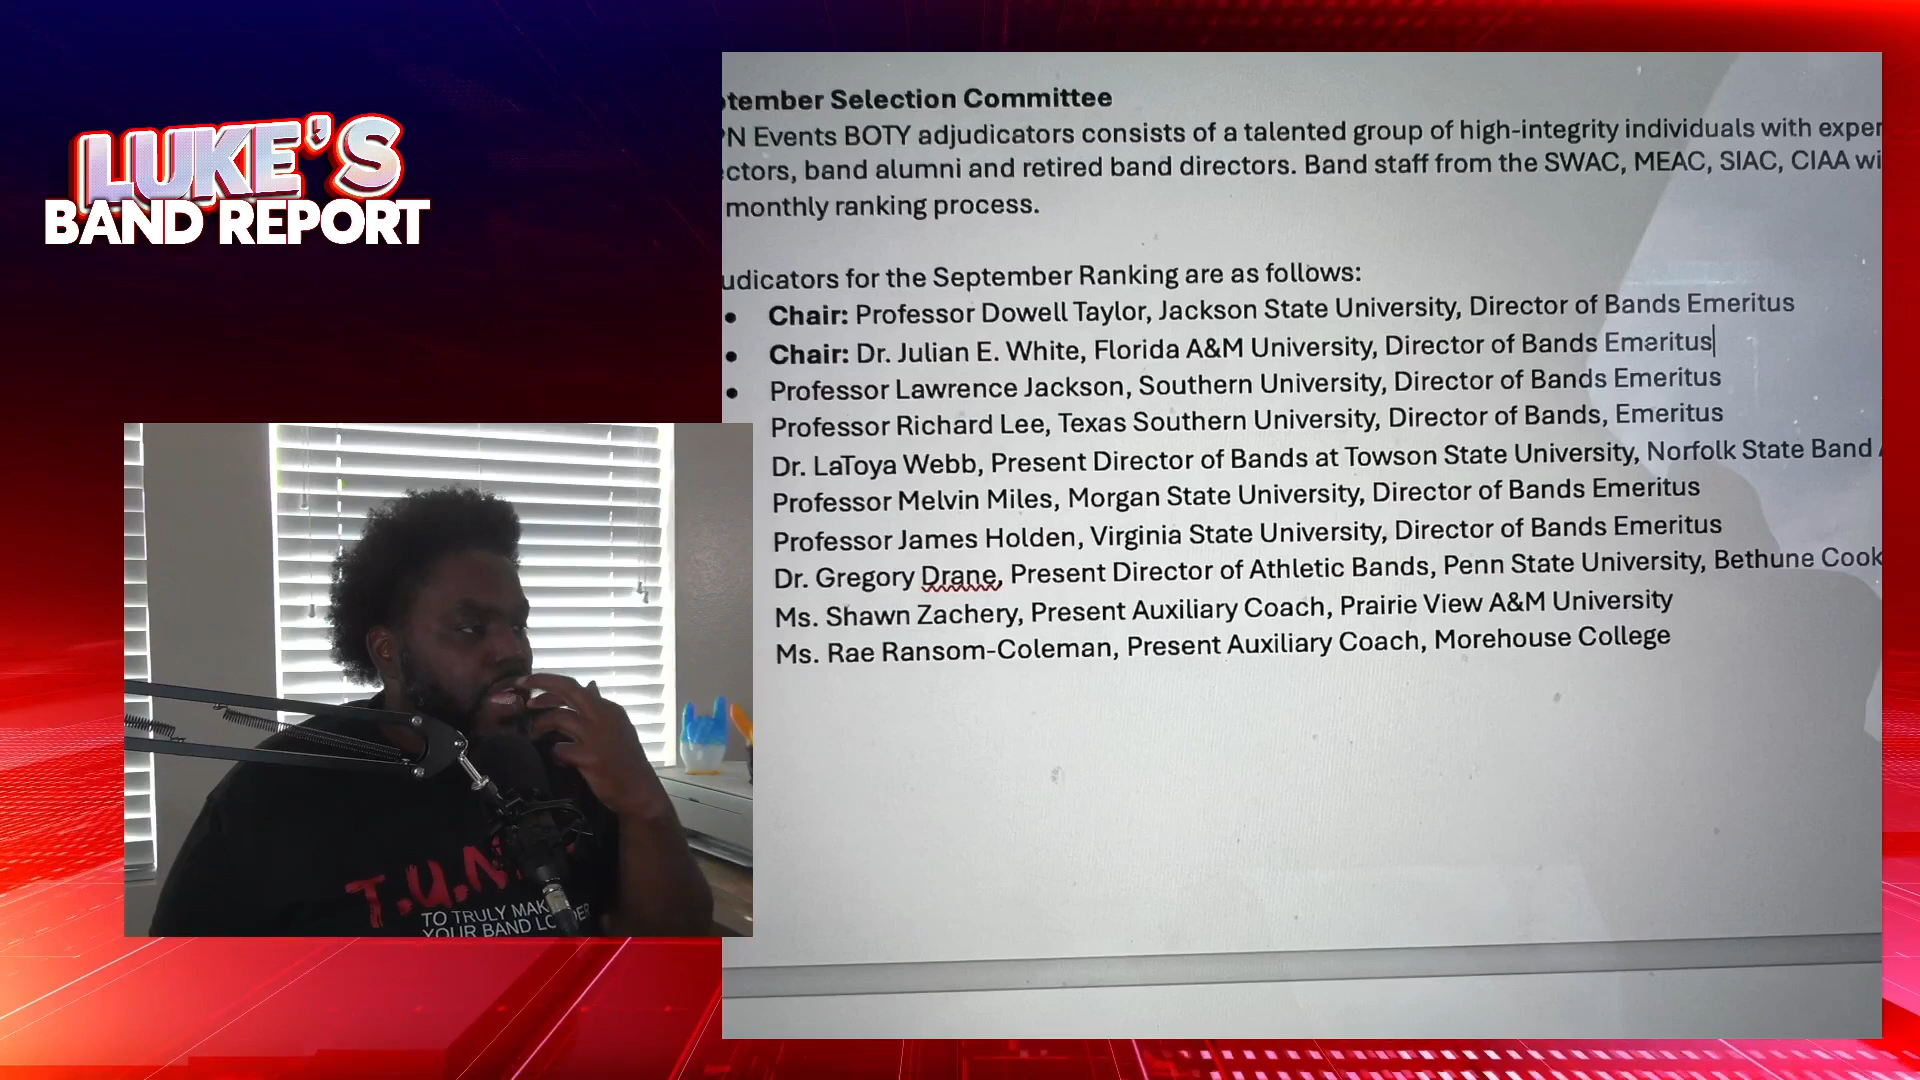 LUKE'S
BAND REPORT
tember Selection Committee
N Events BOTY adjudicators consists of a talented group of high-integrity individuals with exper
ctors, band alumni and retired band directors. Band staff from the SWAC, MEAC, SIAC, CIAA wi
monthly ranking process.
udicators for the September Ranking are as follows:
• Chair: Professor Dowell Taylor, Jackson State University, Director of Bands Emeritus
• Chair: Dr. Julian E. White, Florida A&M University, Director of Bands Emeritus
• Professor Lawrence Jackson, Southern University, Director of Bands Emeritus
Professor Richard Lee, Texas Southern University, Director of Bands, Emeritus
Dr. LaToya Webb, Present Director of Bands at Towson State University, Norfolk State Band
Professor Melvin Miles, Morgan State University, Director of Bands Emeritus
Professor James Holden, Virginia State University, Director of Bands Emeritus
Dr. Gregory Drane, Present Director of Athletic Bands, Penn State University, Bethune Cook
Ms. Shawn Zachery, Present Auxiliary Coach, Prairie View A&M University
Ms. Rae Ransom-Coleman, Present Auxiliary Coach, Morehouse College
T.U.N.
TO TRULY MAK
YOUR BAND LO DER